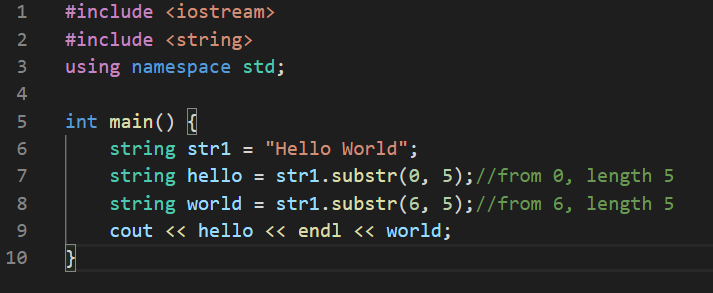 1 #include <iostream>
2 #include <string>
3 using namespace std;
4
5 int main() {
6     string str1 = "Hello World";
7     string hello = str1.substr(0, 5);//from 0, length 5
8     string world = str1.substr(6, 5);//from 6, length 5
9     cout << hello << endl << world;
10 }